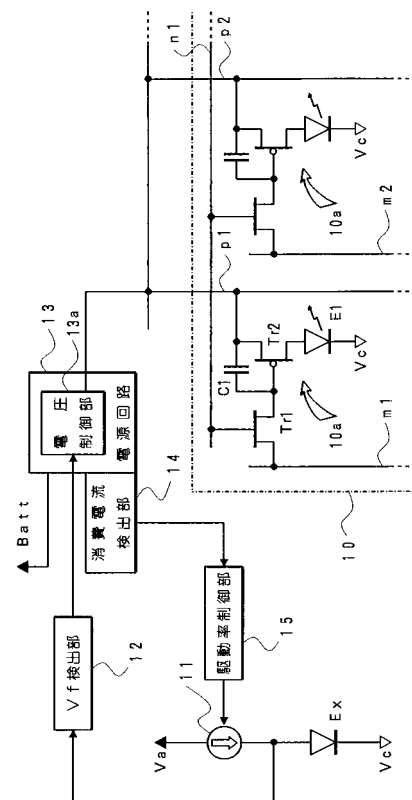 Batt
13
13a
電圧制御部
電源回路
消費電流検出部
14
Vf検出部
12
駆動率制御部
15
11
Va
Ex
Vc
n1
p2
p1
C1
Tr1
Tr2
E1
Vc
10a
m1
10a
Vc
m2
10